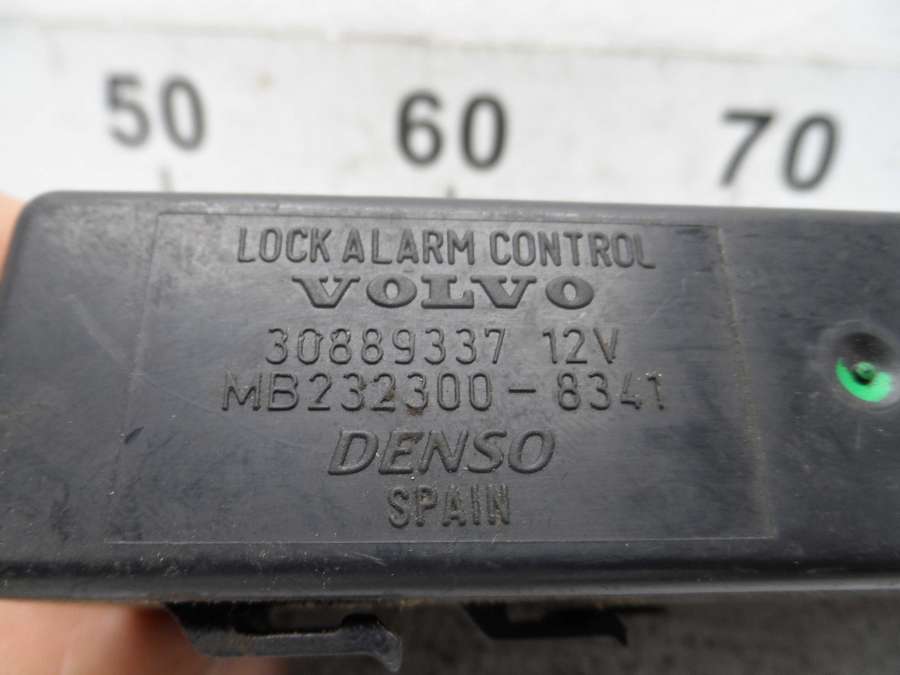 50 60 70
LOCK ALARM CONTROL
VOLVO
30889337 12V
MB232300-8341
DENSO
SPAIN